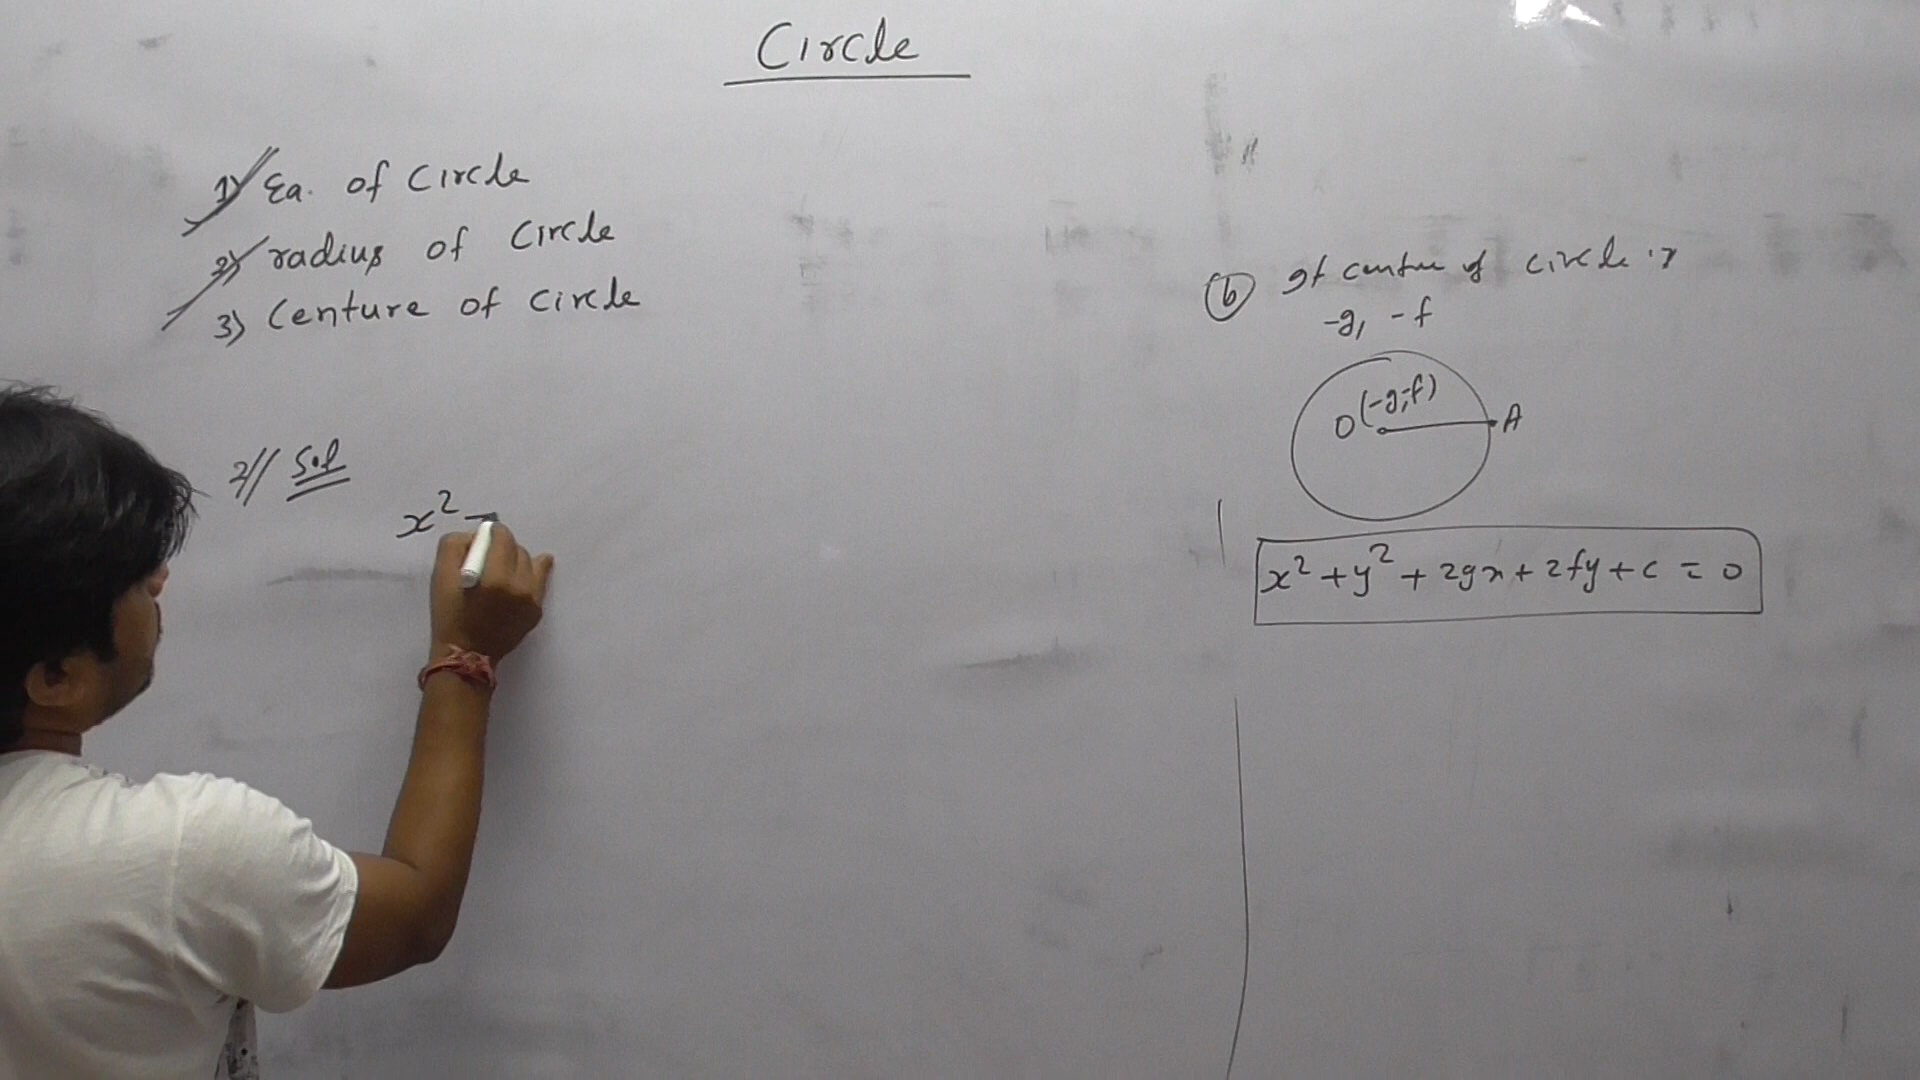 Circle
1) Eq. of Circle
2) radius of Circle
3) Centure of Circle
2// Sol
x² -
(b) gt centre of circle is
-g, -f
O(-g,-f) A
x² + y² + 2gx + 2fy + c = 0